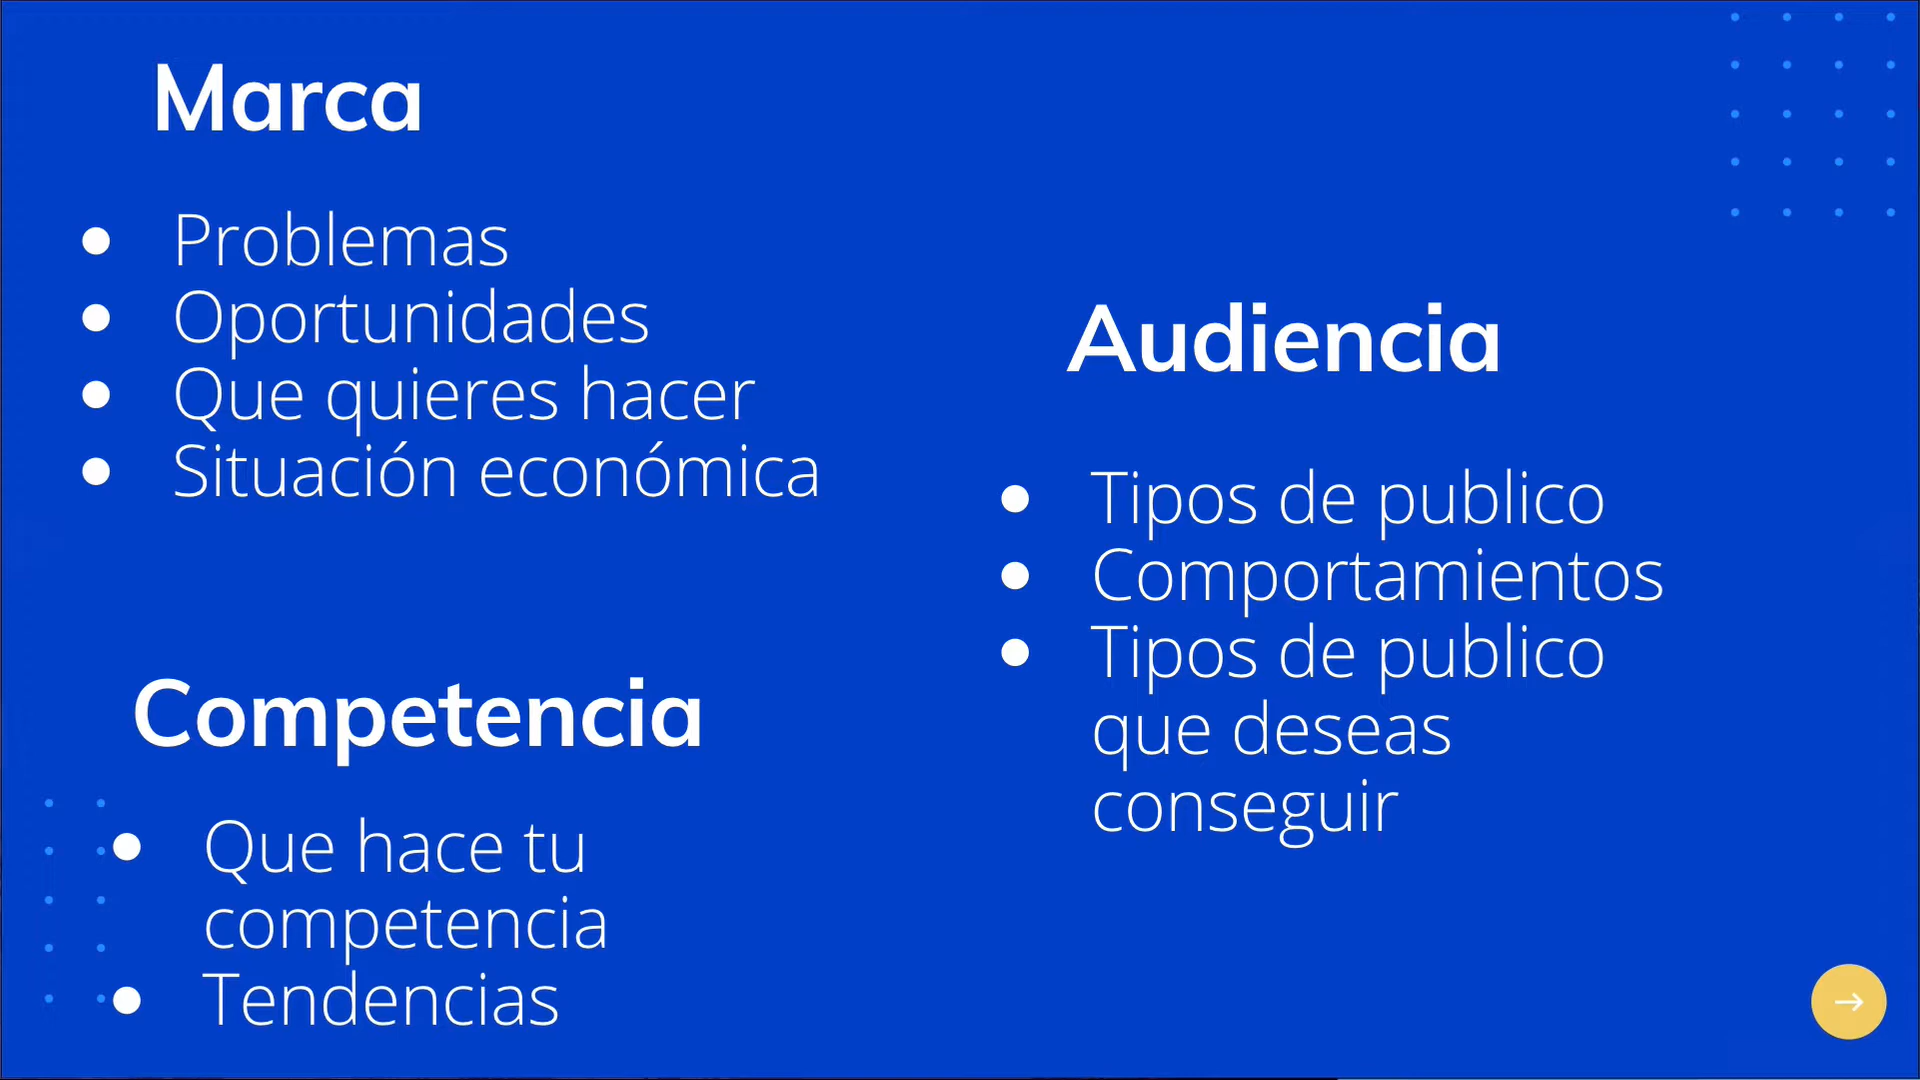 Marca
Problemas
Oportunidades
Que quieres hacer
Situación económica
Competencia
Que hace tu
competencia
Tendencias
Audiencia
Tipos de publico
Comportamientos
Tipos de publico
que deseas
conseguir